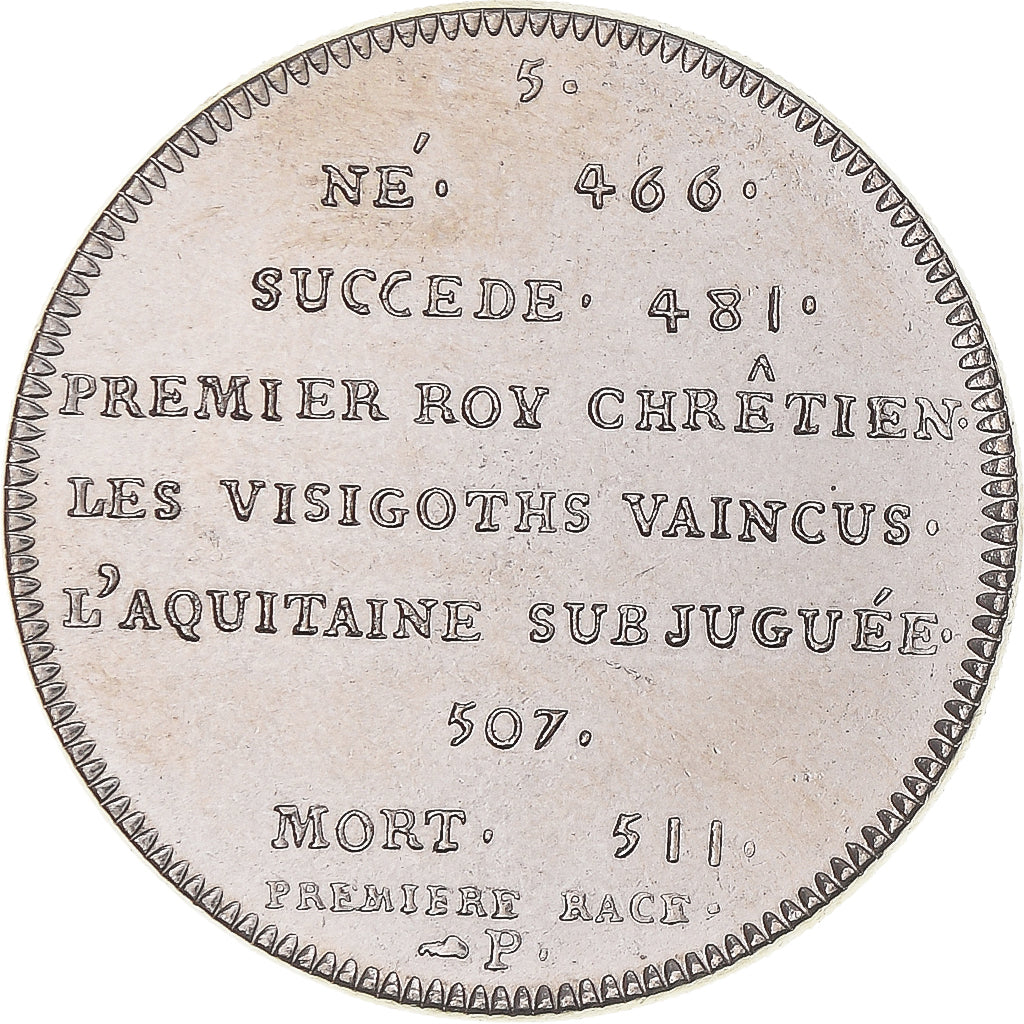 5.
NÉ. 466.
SUCCEDE. 481.
PREMIER ROY CHRÊTIEN.
LES VISIGOTHS VAINCUS.
L'AQUITAINE SUBJUGUÉE.
507.
MORT. 511.
PREMIERE RACE.
P.